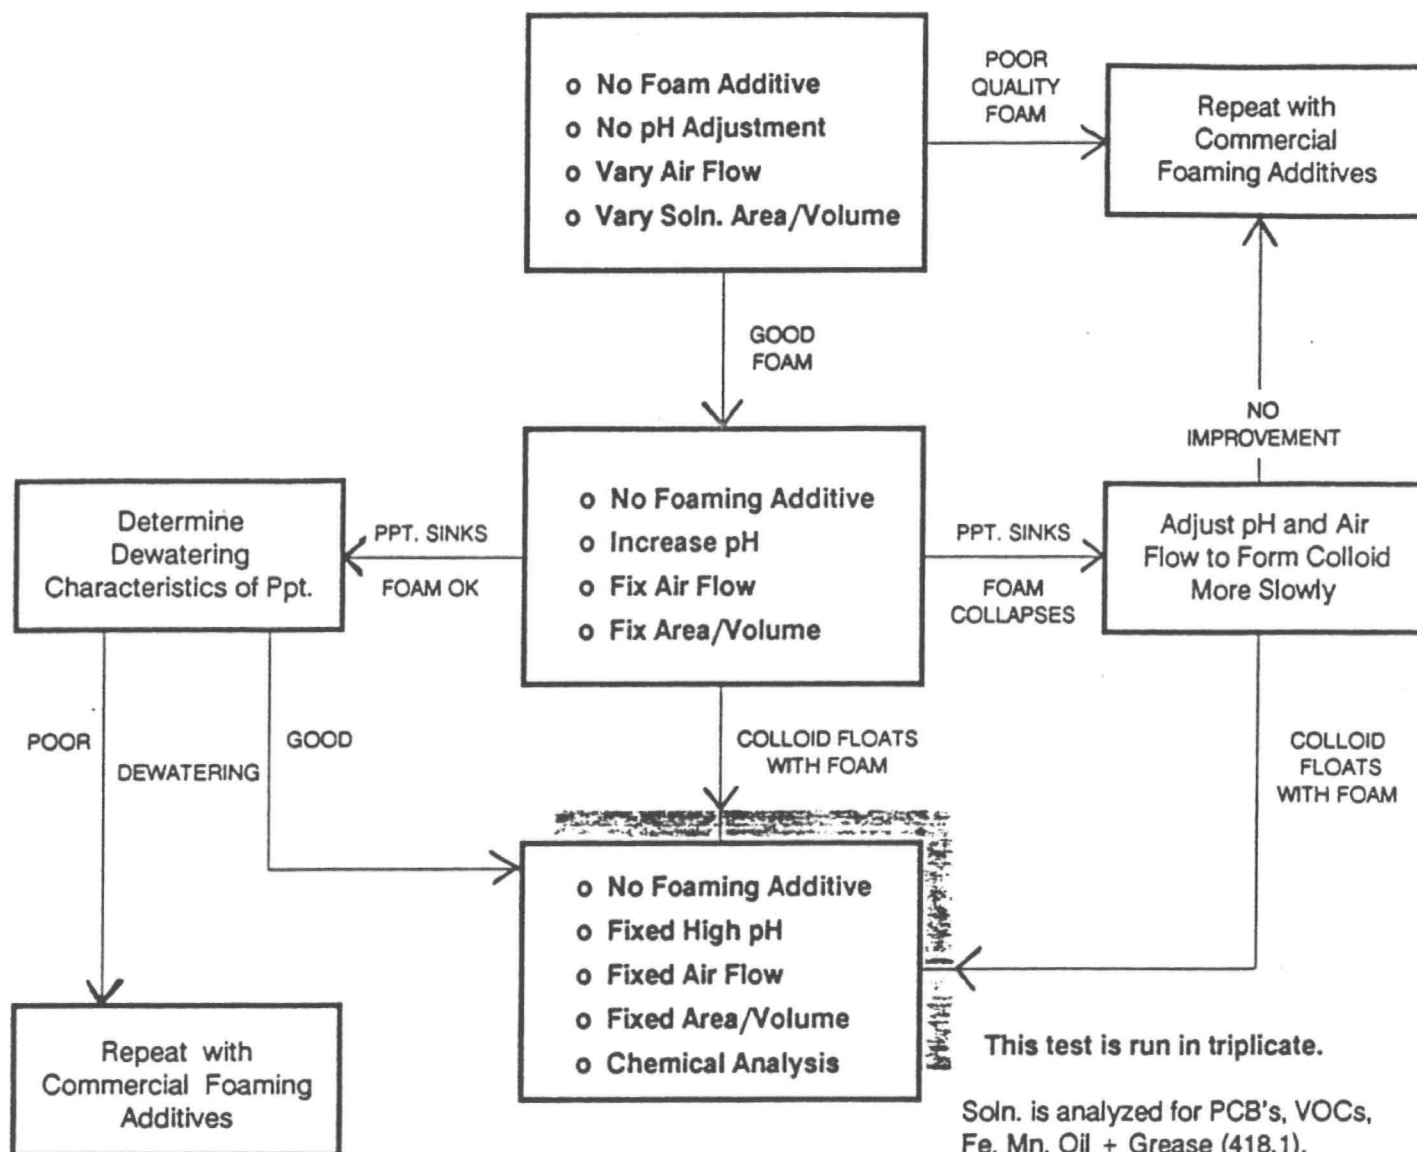 o No Foam Additive
o No pH Adjustment
o Vary Air Flow
o Vary Soln. Area/Volume
POOR
QUALITY
FOAM
Repeat with
Commercial
Foaming Additives
GOOD
FOAM
NO
IMPROVEMENT
Determine
Dewatering
Characteristics of Ppt.
PPT. SINKS
FOAM OK
o No Foaming Additive
o Increase pH
o Fix Air Flow
o Fix Area/Volume
PPT. SINKS
FOAM
COLLAPSES
Adjust pH and Air
Flow to Form Colloid
More Slowly
POOR
DEWATERING
GOOD
COLLOID FLOATS
WITH FOAM
COLLOID
FLOATS
WITH FOAM
o No Foaming Additive
o Fixed High pH
o Fixed Air Flow
o Fixed Area/Volume
o Chemical Analysis
Repeat with
Commercial Foaming
Additives
This test is run in triplicate.
Soln. is analyzed for PCB's, VOCs,
Fe, Mn, Oil + Grease (418.1).